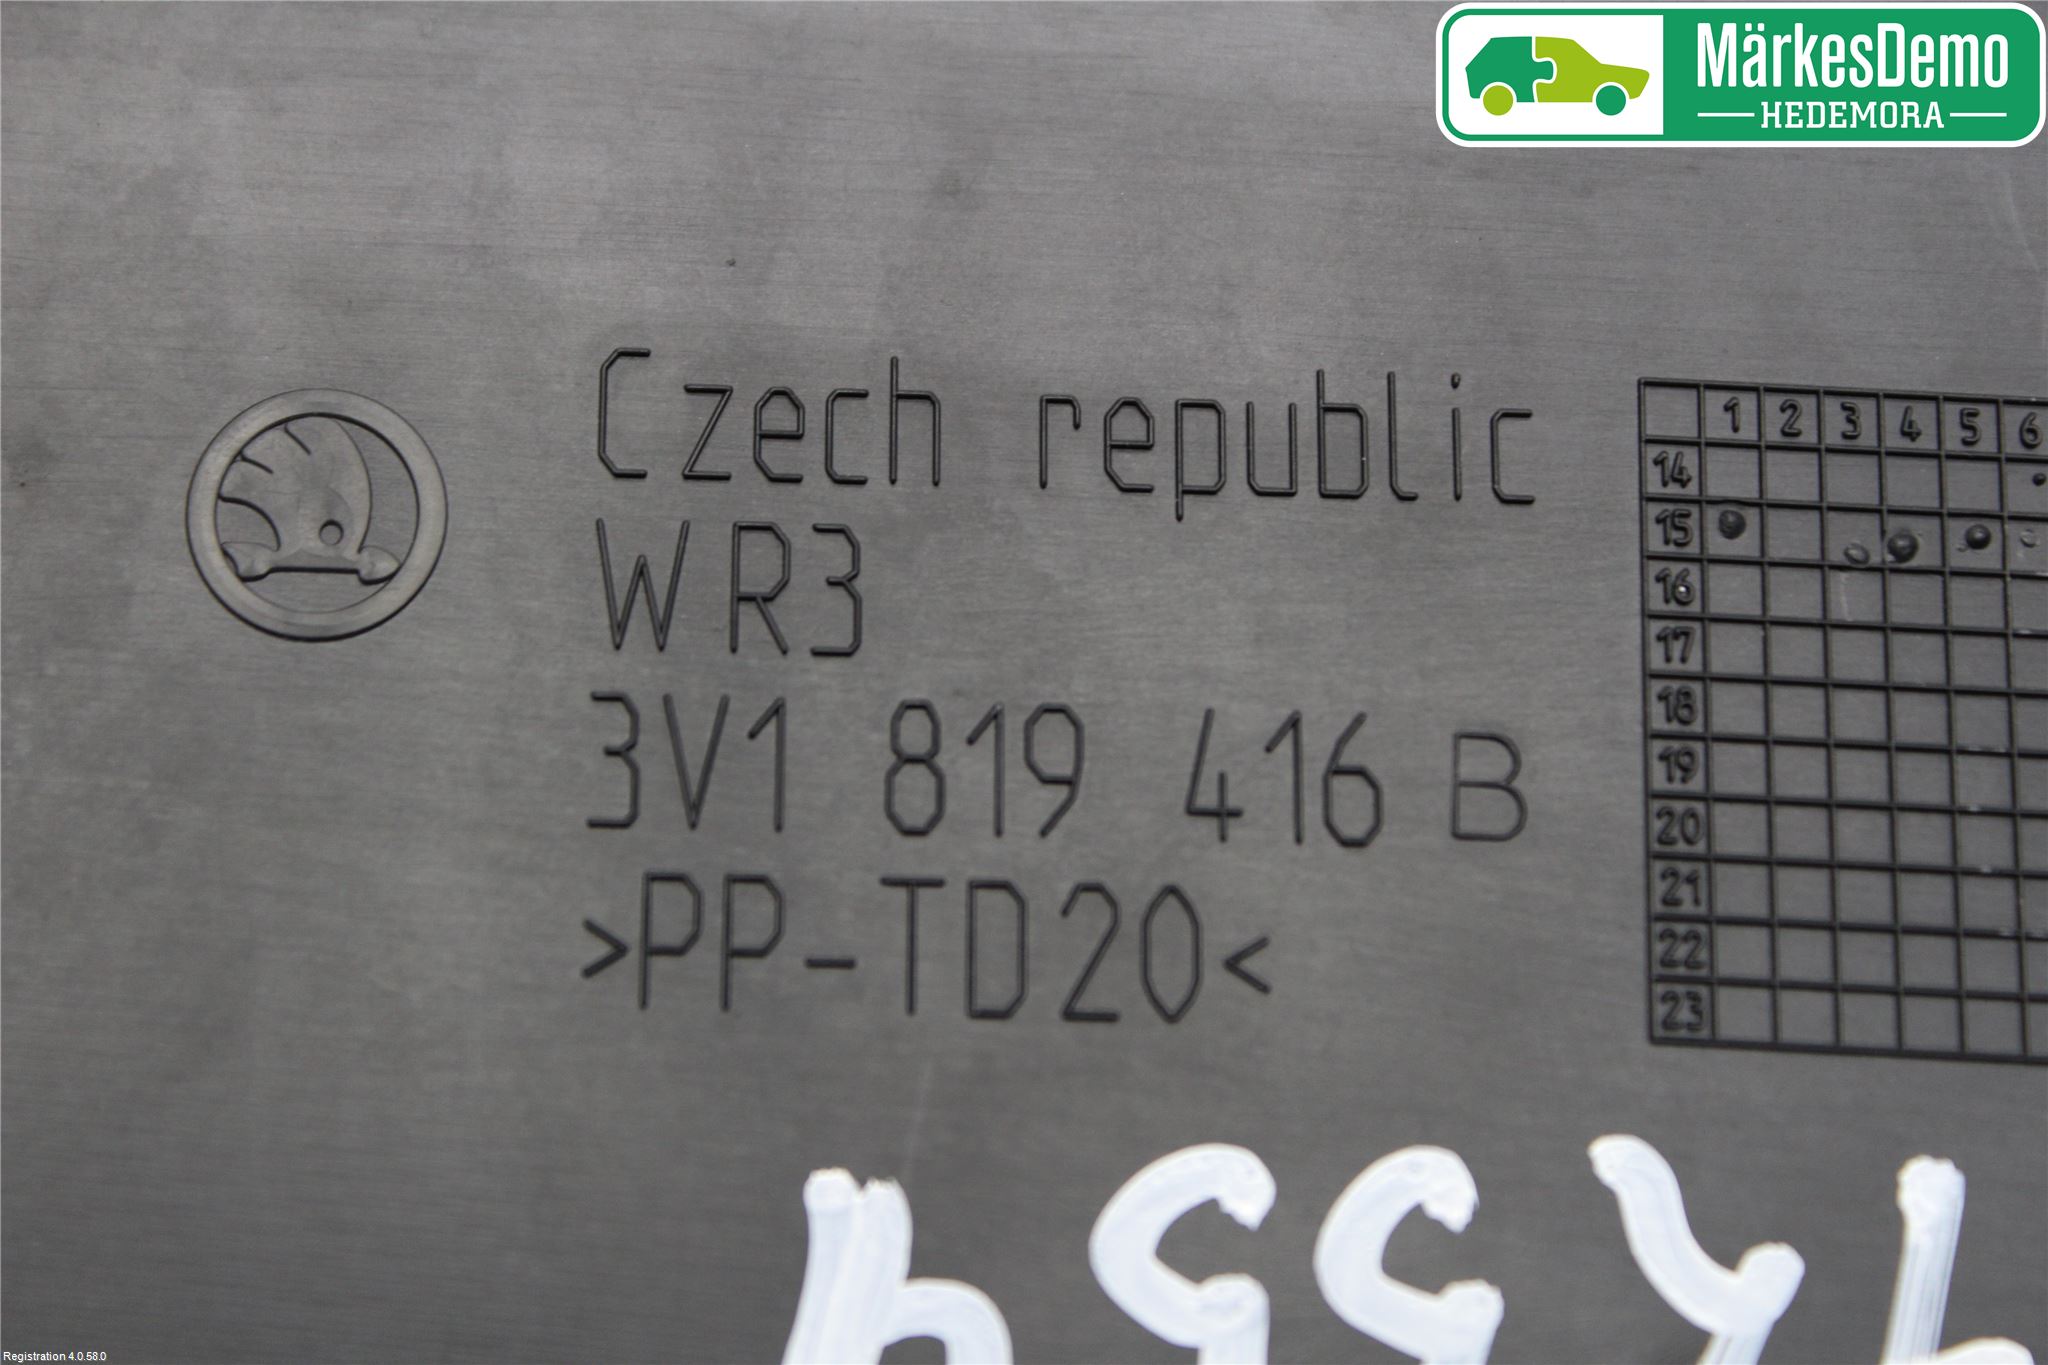 MärkesDemo
HEDEMORA
Czech republic
WR3
3V1 819 416 B
>PP-TD20<
1 2 3 4 5 6
14
15
16
17
18
19
20
21
22
23
Registration 4.0.58.0